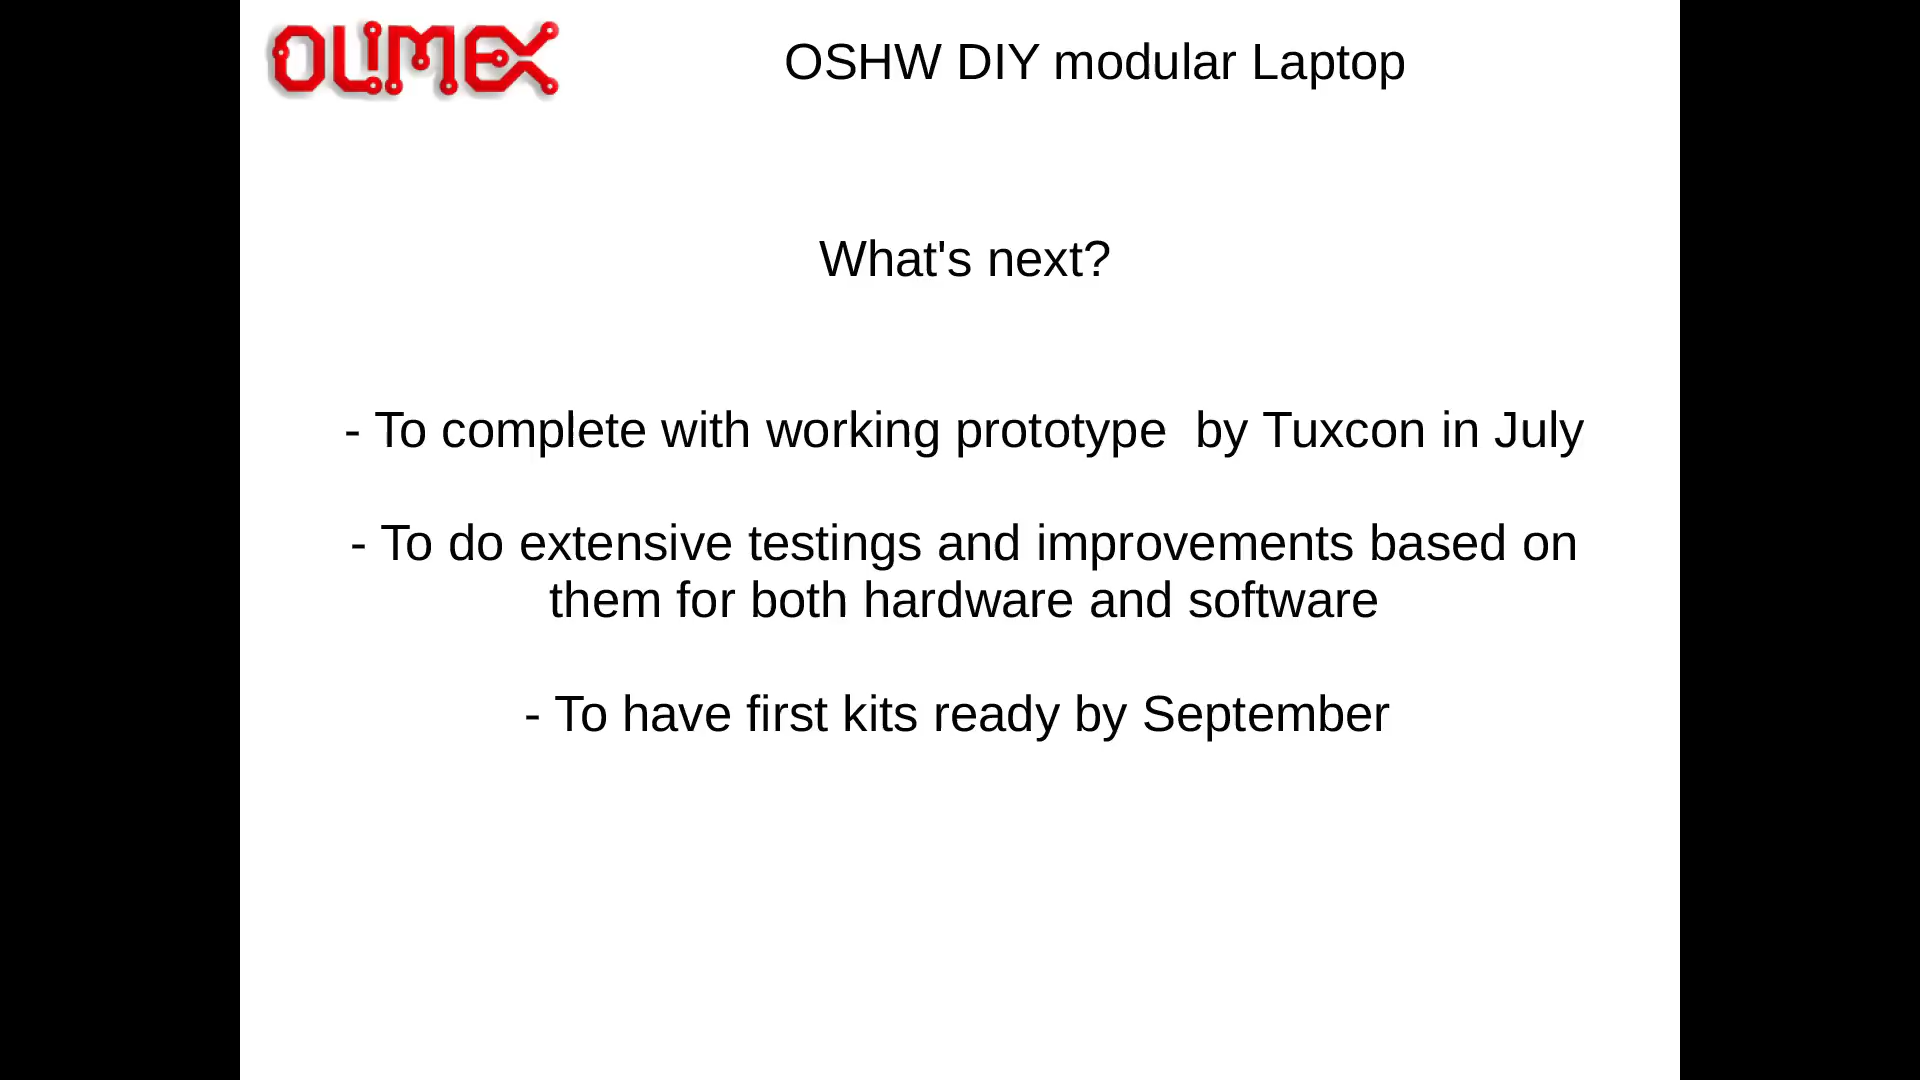 OLIMEX
OSHW DIY modular Laptop
What's next?
- To complete with working prototype  by Tuxcon in July
- To do extensive testings and improvements based on
them for both hardware and software
- To have first kits ready by September